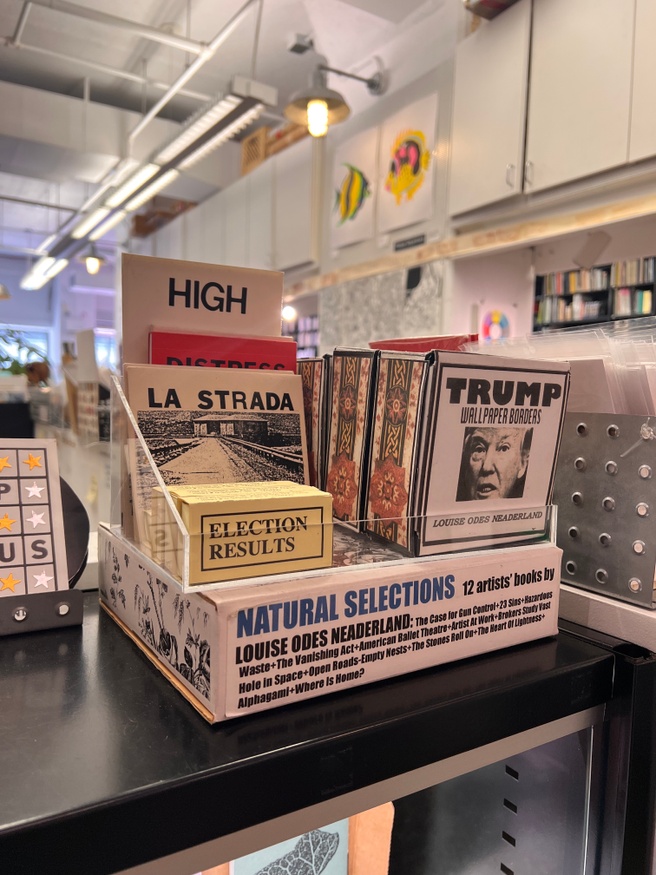 HIGH
DISTRESS
LA STRADA
ELECTION
RESULTS
TRUMP
WALLPAPER BORDERS
LOUISE ODES NEADERLAND
P
US
NATURAL SELECTIONS 12 artists' books by
LOUISE ODES NEADERLAND: The Case for Gun Control+23 Sins+Hazardoes
Waste+The Vanishing Act+American Ballet Theatre+Artist At Work+Brokers Study Vast
Hole in Space+Open Roads-Empty Nests+The Stones Roll On+The Heart Of Lightness+
Alphagami+Where Is Home?